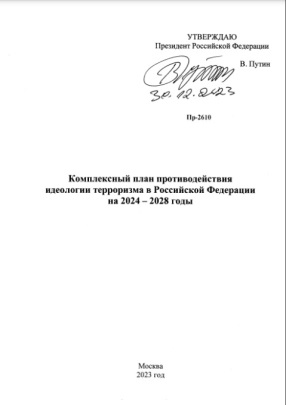 УТВЕРЖДАЮ
Президент Российской Федерации
В. Путин
30.12.2023
Пр-2610
Комплексный план противодействия
идеологии терроризма в Российской Федерации
на 2024 – 2028 годы
Москва
2023 год